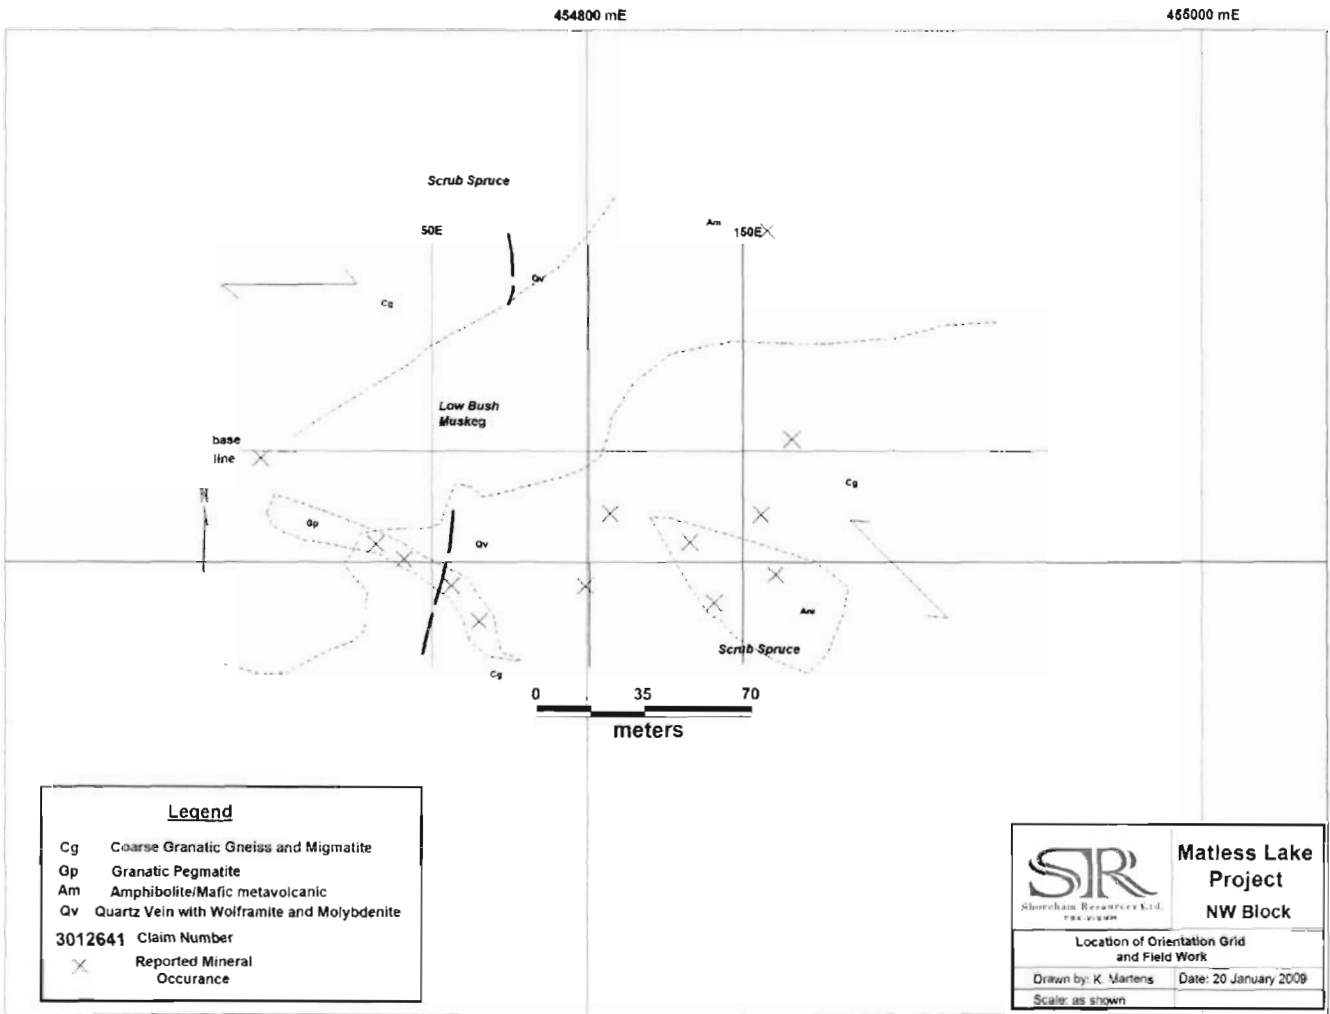 454800 mE
455000 mE
Scrub Spruce
50E
Am
150E
Qv
Cg
Low Bush
Muskeg
base
line
Cg
Gp
Qv
Am
Scrub Spruce
Cg
0 35 70
meters
Legend
Cg Coarse Granatic Gneiss and Migmatite
Gp Granatic Pegmatite
Am Amphibolite/Mafic metavolcanic
Qv Quartz Vein with Wolframite and Molybdenite
3012641 Claim Number
Reported Mineral
Occurance
SR
Shoreham Resources Ltd.
Matless Lake
Project
NW Block
Location of Orientation Grid
and Field Work
Drawn by: K. Martens Date: 20 January 2009
Scale: as shown